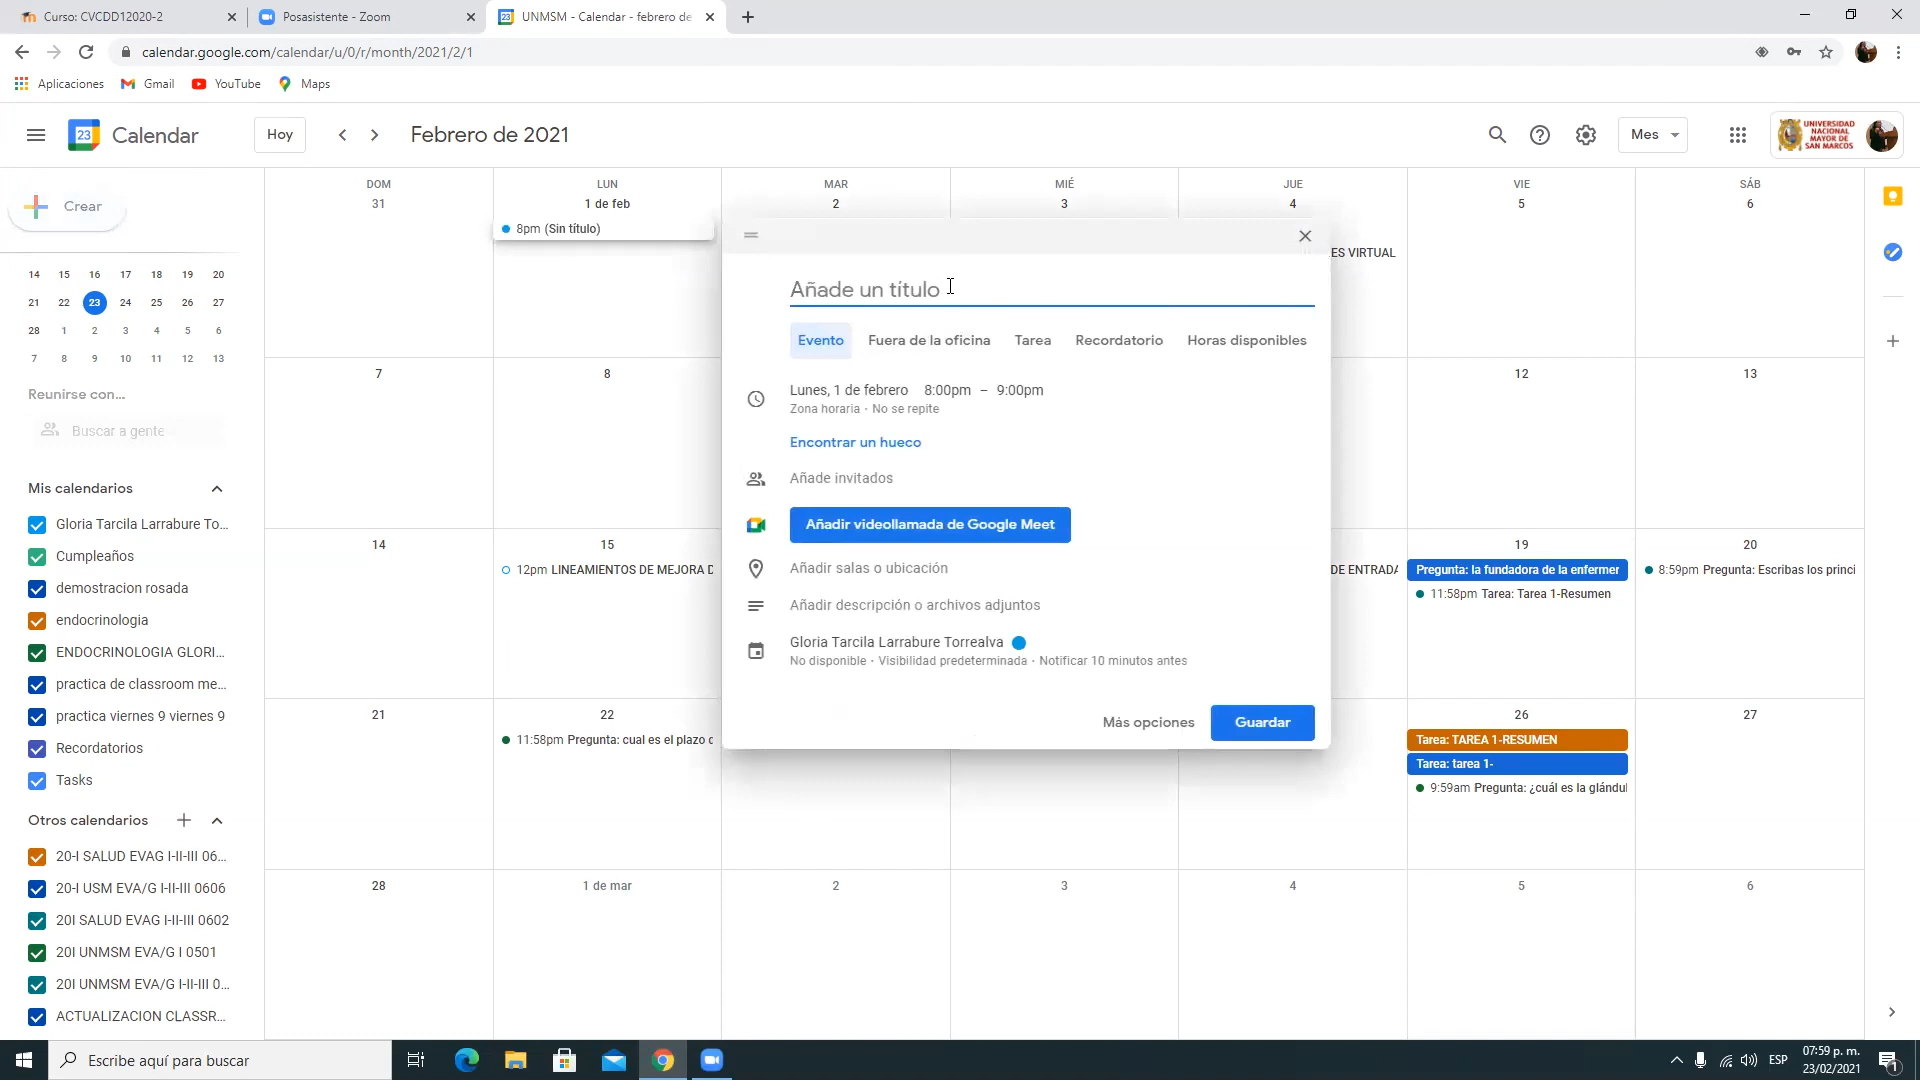 Curso: CVCDD12020-2
Posasistente - Zoom
UNMSM - Calendar - febrero de
calendar.google.com/calendar/u/0/r/month/2021/2/1
Aplicaciones
Gmail
YouTube
Maps
23
Calendar
Hoy
Febrero de 2021
Mes
UNIVERSIDAD
NACIONAL
MAYOR DE
SAN MARCOS
Crear
14 15 16 17 18 19 20
21 22 23 24 25 26 27
28 1 2 3 4 5 6
7 8 9 10 11 12 13
Reunirse con...
Buscar a gente
Mis calendarios
Gloria Tarcila Larrabure To...
Cumpleaños
demostracion rosada
endocrinologia
ENDOCRINOLOGIA GLORI...
practica de classroom me...
practica viernes 9 viernes 9
Recordatorios
Tasks
Otros calendarios
20-I SALUD EVAG I-II-III 06...
20-I USM EVA/G I-II-III 0606
20I SALUD EVAG I-II-III 0602
20I UNMSM EVA/G I 0501
20I UNMSM EVA/G I-II-III 0...
ACTUALIZACION CLASSR...
DOM LUN MAR MIÉ JUE VIE SÁB
31 1 de feb 2 3 4 5 6
8pm (Sin título)
ES VIRTUAL
Añade un título
Evento Fuera de la oficina Tarea Recordatorio Horas disponibles
Lunes, 1 de febrero 8:00pm – 9:00pm
Zona horaria · No se repite
Encontrar un hueco
Añade invitados
Añadir videollamada de Google Meet
Añadir salas o ubicación
Añadir descripción o archivos adjuntos
Gloria Tarcila Larrabure Torrealva
No disponible · Visibilidad predeterminada · Notificar 10 minutos antes
Más opciones
Guardar
7 8 12 13
14 15 19 20
12pm LINEAMIENTOS DE MEJORA D
DE ENTRADA
Pregunta: la fundadora de la enfermer
11:58pm Tarea: Tarea 1-Resumen
8:59pm Pregunta: Escribas los princi
21 22 26 27
11:58pm Pregunta: cual es el plazo d
Tarea: TAREA 1-RESUMEN
Tarea: tarea 1-
9:59am Pregunta: ¿cuál es la glándul
28 1 de mar 2 3 4 5 6
Escribe aquí para buscar
ESP
07:59 p. m.
23/02/2021
1